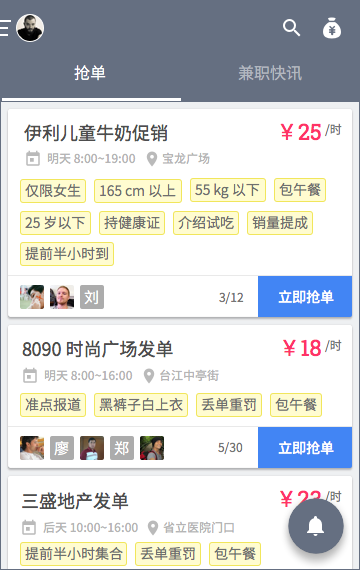 抢单 兼职快讯
伊利儿童牛奶促销 ￥25 /时
明天 8:00~19:00 宝龙广场
仅限女生 165 cm 以上 55 kg 以下 包午餐
25 岁以下 持健康证 介绍试吃 销量提成
提前半小时到
刘 3/12 立即抢单
8090 时尚广场发单 ￥18 /时
明天 8:00~16:00 台江中亭街
准点报道 黑裤子白上衣 丢单重罚 包午餐
廖 郑 5/30 立即抢单
三盛地产发单 /时
后天 10:00~16:00 省立医院门口
提前半小时集合 丢单重罚 包午餐